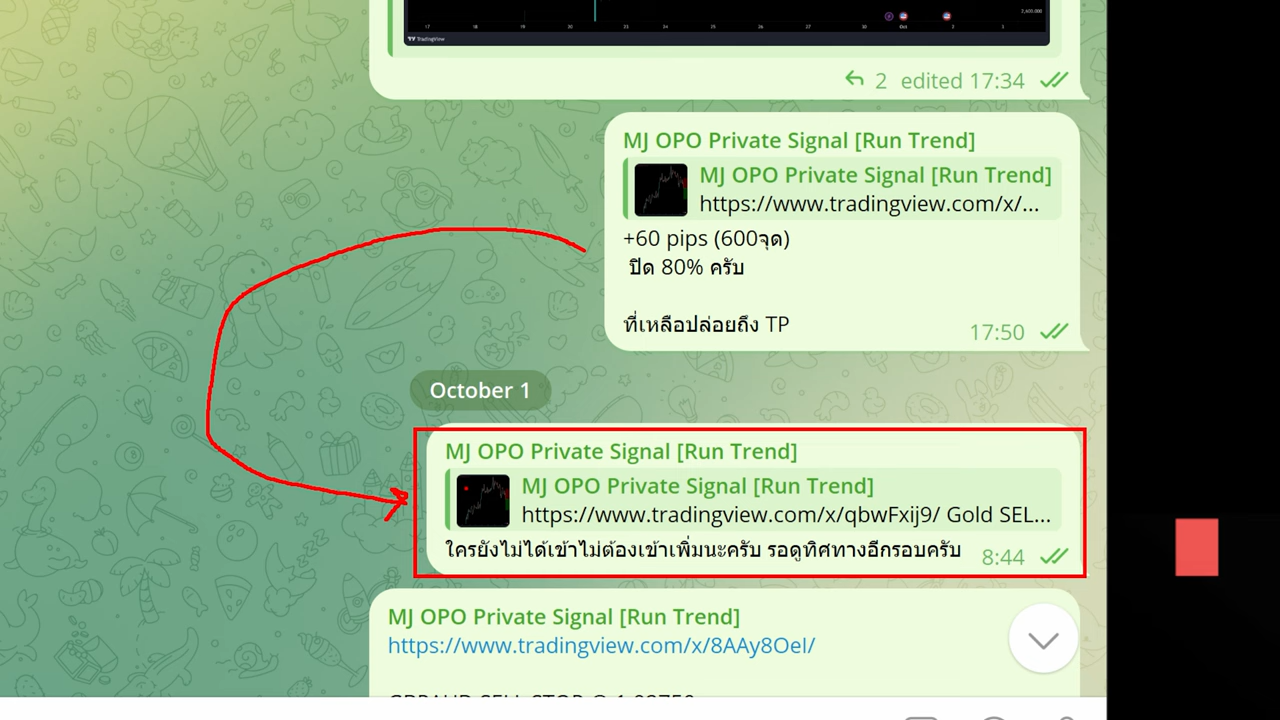 TradingView
2 edited 17:34
MJ OPO Private Signal [Run Trend]
MJ OPO Private Signal [Run Trend]
https://www.tradingview.com/x/...
+60 pips (600จุด)
ปิด 80% ครับ
ที่เหลือปล่อยถึง TP
17:50
October 1
MJ OPO Private Signal [Run Trend]
MJ OPO Private Signal [Run Trend]
https://www.tradingview.com/x/qbwFxij9/ Gold SEL...
ใครยังไม่ได้เข้าไม่ต้องเข้าเพิ่มนะครับ รอดูทิศทางอีกรอบครับ
8:44
MJ OPO Private Signal [Run Trend]
https://www.tradingview.com/x/8AAy8OeI/